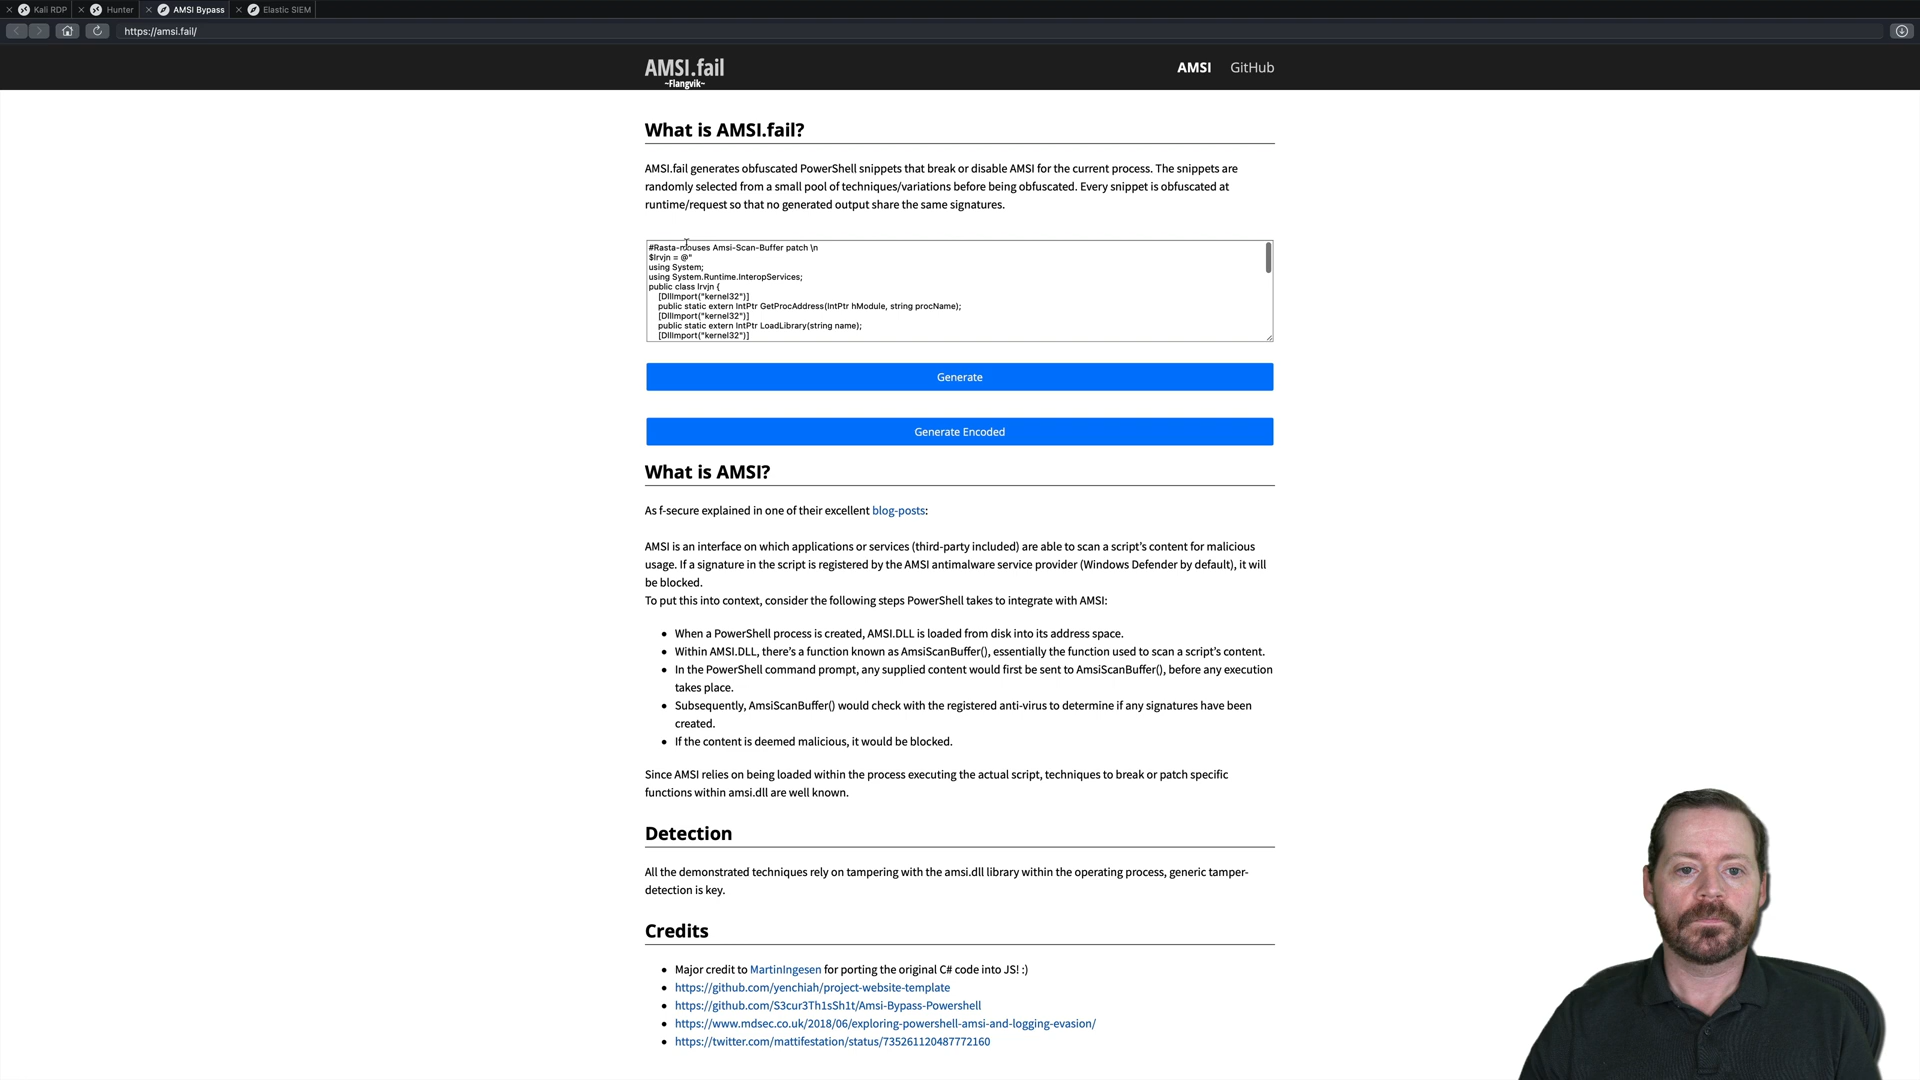 Kali RDP
Hunter
AMSI Bypass
Elastic SIEM
https://amsi.fail/
AMSI.fail
~Flangvik~
AMSI
GitHub
What is AMSI.fail?
AMSI.fail generates obfuscated PowerShell snippets that break or disable AMSI for the current process. The snippets are
randomly selected from a small pool of techniques/variations before being obfuscated. Every snippet is obfuscated at
runtime/request so that no generated output share the same signatures.
#Rasta-mouses Amsi-Scan-Buffer patch \n
$lrvjn = @"
using System;
using System.Runtime.InteropServices;
public class lrvjn {
[DllImport("kernel32")]
public static extern IntPtr GetProcAddress(IntPtr hModule, string procName);
[DllImport("kernel32")]
public static extern IntPtr LoadLibrary(string name);
[DllImport("kernel32")]
Generate
Generate Encoded
What is AMSI?
As f-secure explained in one of their excellent blog-posts:
AMSI is an interface on which applications or services (third-party included) are able to scan a script's content for malicious
usage. If a signature in the script is registered by the AMSI antimalware service provider (Windows Defender by default), it will
be blocked.
To put this into context, consider the following steps PowerShell takes to integrate with AMSI:
• When a PowerShell process is created, AMSI.DLL is loaded from disk into its address space.
• Within AMSI.DLL, there's a function known as AmsiScanBuffer(), essentially the function used to scan a script's content.
• In the PowerShell command prompt, any supplied content would first be sent to AmsiScanBuffer(), before any execution
takes place.
• Subsequently, AmsiScanBuffer() would check with the registered anti-virus to determine if any signatures have been
created.
• If the content is deemed malicious, it would be blocked.
Since AMSI relies on being loaded within the process executing the actual script, techniques to break or patch specific
functions within amsi.dll are well known.
Detection
All the demonstrated techniques rely on tampering with the amsi.dll library within the operating process, generic tamper-
detection is key.
Credits
• Major credit to MartinIngesen for porting the original C# code into JS! :)
• https://github.com/yenchiah/project-website-template
• https://github.com/S3cur3Th1sSh1t/Amsi-Bypass-Powershell
• https://www.mdsec.co.uk/2018/06/exploring-powershell-amsi-and-logging-evasion/
• https://twitter.com/mattifestation/status/735261120487772160